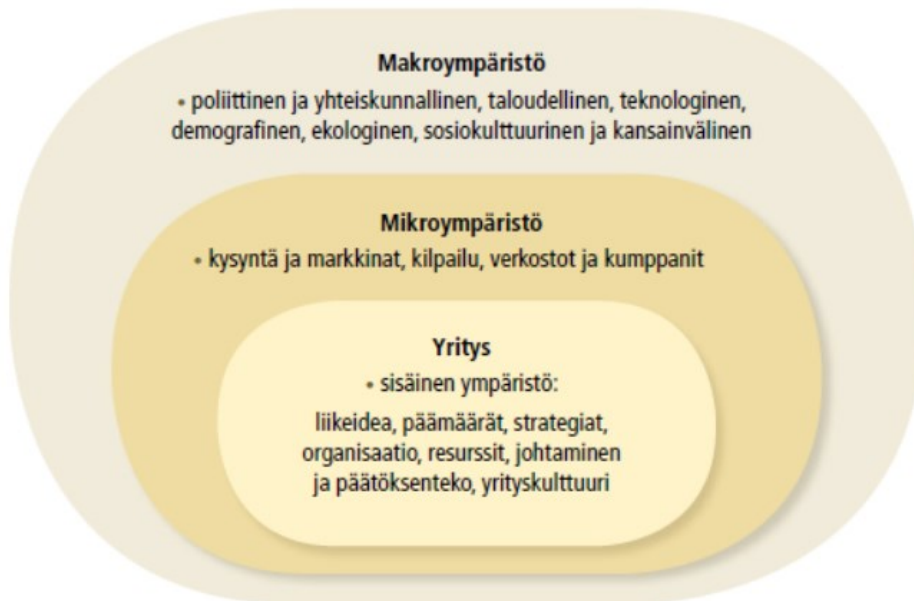 Makroympäristö
• poliittinen ja yhteiskunnallinen, taloudellinen, teknologinen,
demografinen, ekologinen, sosiokulttuurinen ja kansainvälinen
Mikroympäristö
• kysyntä ja markkinat, kilpailu, verkostot ja kumppanit
Yritys
• sisäinen ympäristö:
liikeidea, päämäärät, strategiat,
organisaatio, resurssit, johtaminen
ja päätöksenteko, yrityskulttuuri